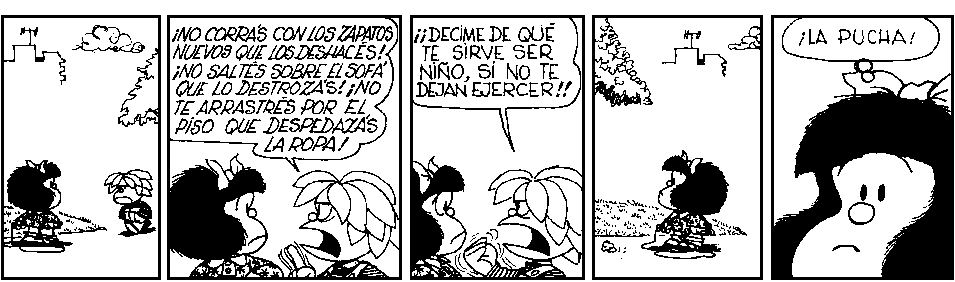 ¡NO CORRÁS CON LOS ZAPATOS
NUEVOS QUE LOS DESHACÉS!
¡NO SALTÉS SOBRE EL SOFÁ
QUE LO DESTROZÁS! ¡NO
TE ARRASTRÉS POR EL
PISO QUE DESPEDAZÁS
LA ROPA!
¡¡DECIME DE QUÉ
TE SIRVE SER
NIÑO, SÍ NO TE
DEJAN EJERCER!!
¡LA PUCHA!